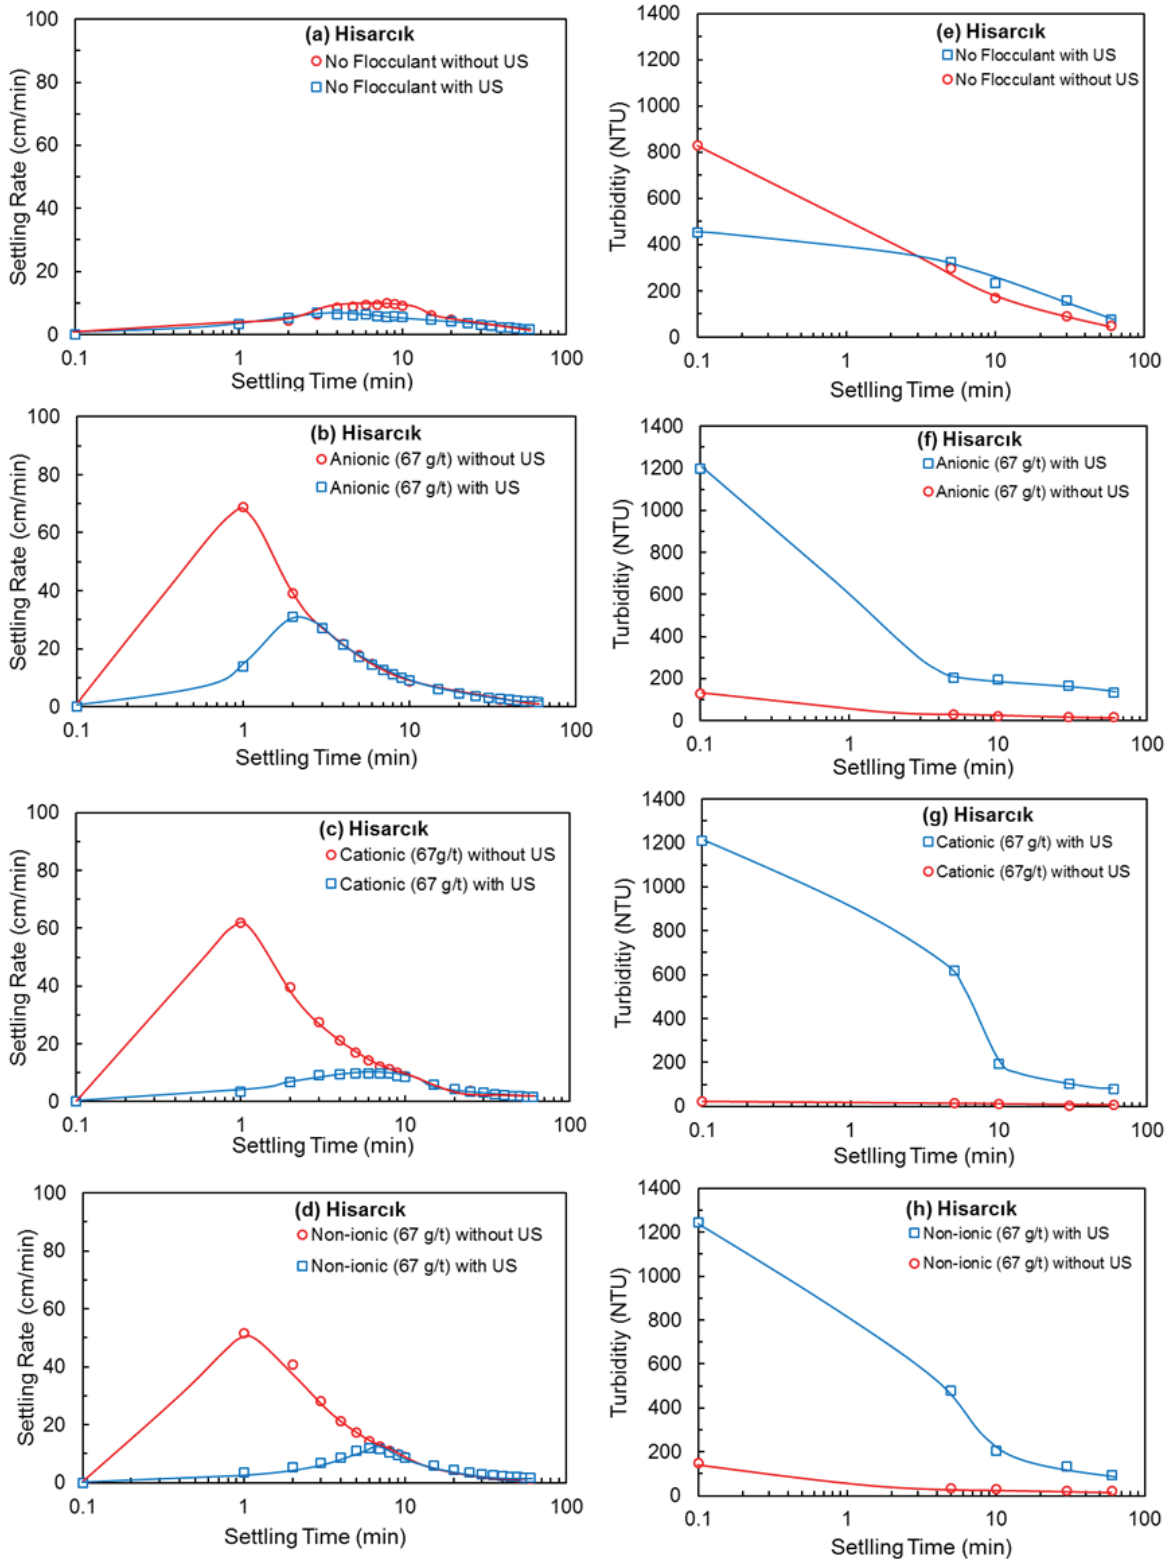 (a) Hisarcık
No Flocculant without US
No Flocculant with US
100
80
60
40
20
0
0.1
1
10
100
Settling Rate (cm/min)
Settling Time (min)
(e) Hisarcık
No Flocculant with US
No Flocculant without US
1400
1200
1000
800
600
400
200
0
0.1
1
10
100
Turbiditiy (NTU)
Setlling Time (min)
(b) Hisarcık
Anionic (67 g/t) without US
Anionic (67 g/t) with US
100
80
60
40
20
0
0.1
1
10
100
Settling Rate (cm/min)
Settling Time (min)
(f) Hisarcık
Anionic (67 g/t) with US
Anionic (67 g/t) without US
1400
1200
1000
800
600
400
200
0
0.1
1
10
100
Turbiditiy (NTU)
Setlling Time (min)
(c) Hisarcık
Cationic (67g/t) without US
Cationic (67 g/t) with US
100
80
60
40
20
0
0.1
1
10
100
Settling Rate (cm/min)
Settling Time (min)
(g) Hisarcık
Cationic (67 g/t) with US
Cationic (67g/t) without US
1400
1200
1000
800
600
400
200
0
0.1
1
10
100
Turbiditiy (NTU)
Setlling Time (min)
(d) Hisarcık
Non-ionic (67 g/t) without US
Non-ionic (67 g/t) with US
100
80
60
40
20
0
0.1
1
10
100
Settling Rate (cm/min)
Settling Time (min)
(h) Hisarcık
Non-ionic (67 g/t) with US
Non-ionic (67 g/t) without US
1400
1200
1000
800
600
400
200
0
0.1
1
10
100
Turbiditiy (NTU)
Setlling Time (min)